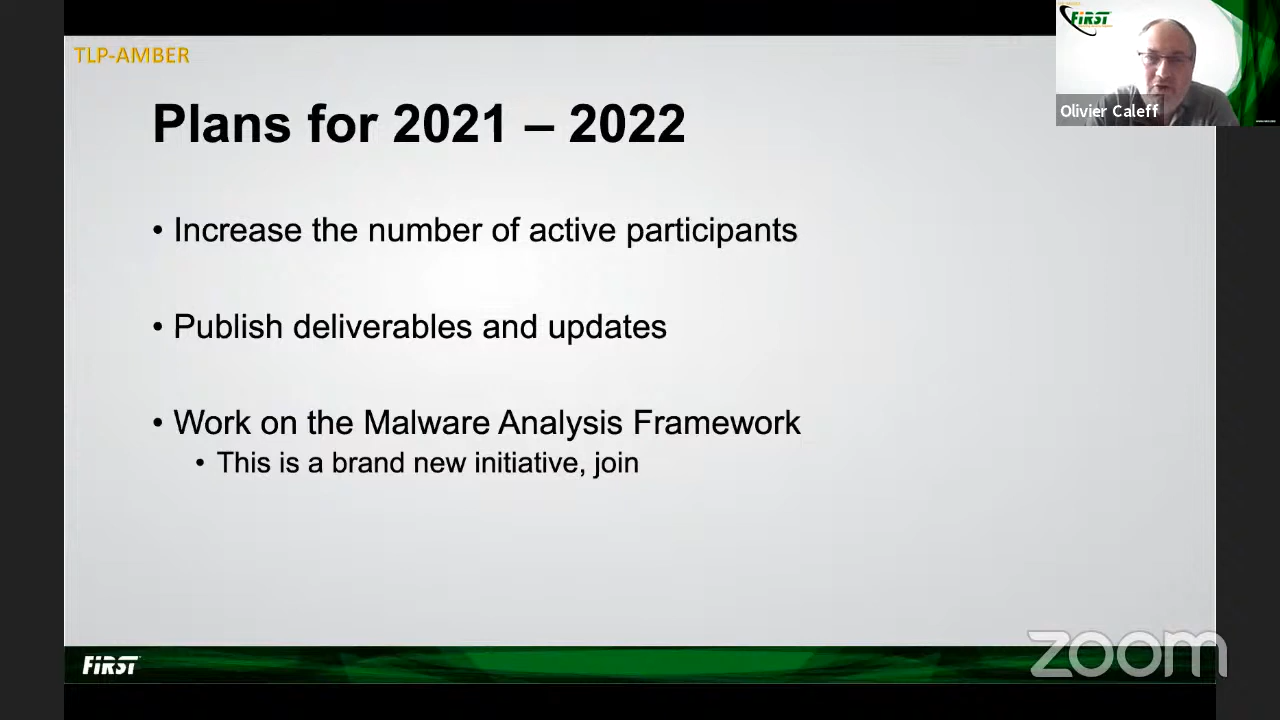 TLP-AMBER
FiRST
Olivier Caleff
Plans for 2021 – 2022
• Increase the number of active participants
• Publish deliverables and updates
• Work on the Malware Analysis Framework
• This is a brand new initiative, join
FiRST
zoom